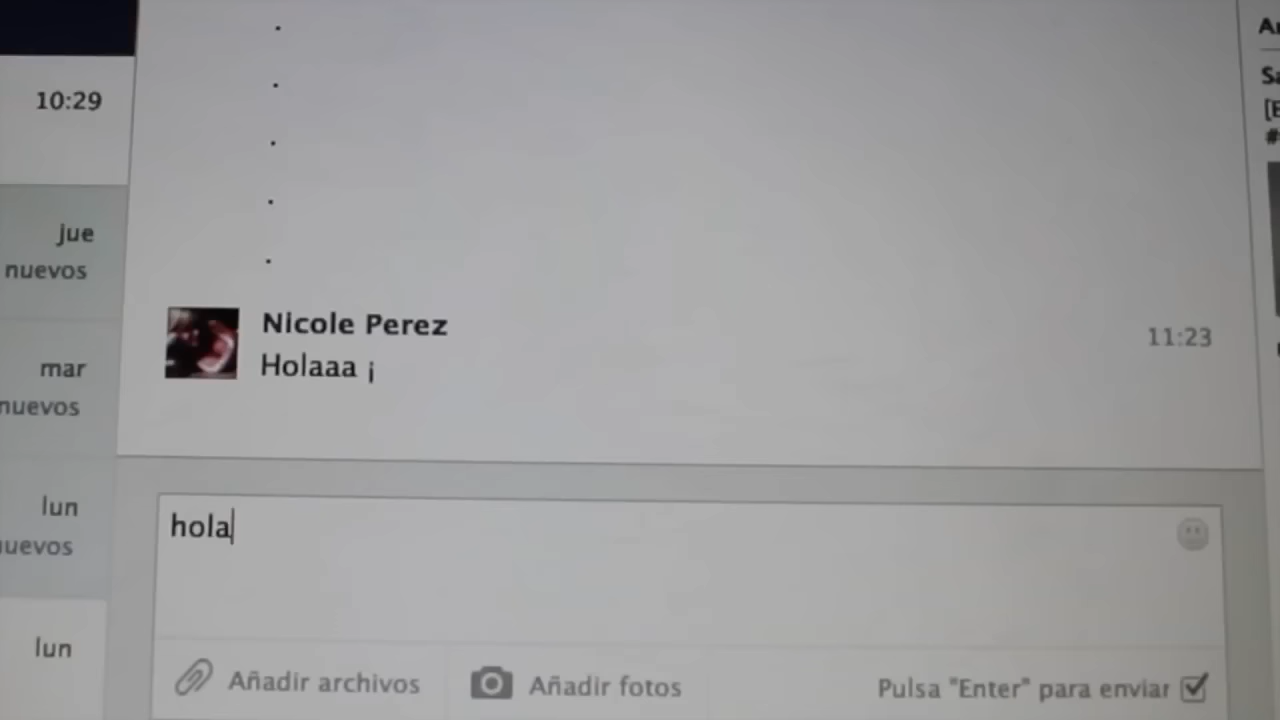 10:29
jue
nuevos
mar
nuevos
lun
lun
.
.
.
.
.
Nicole Perez
11:23
Holaaa ¡
hola
Añadir archivos
Añadir fotos
Pulsa "Enter" para enviar